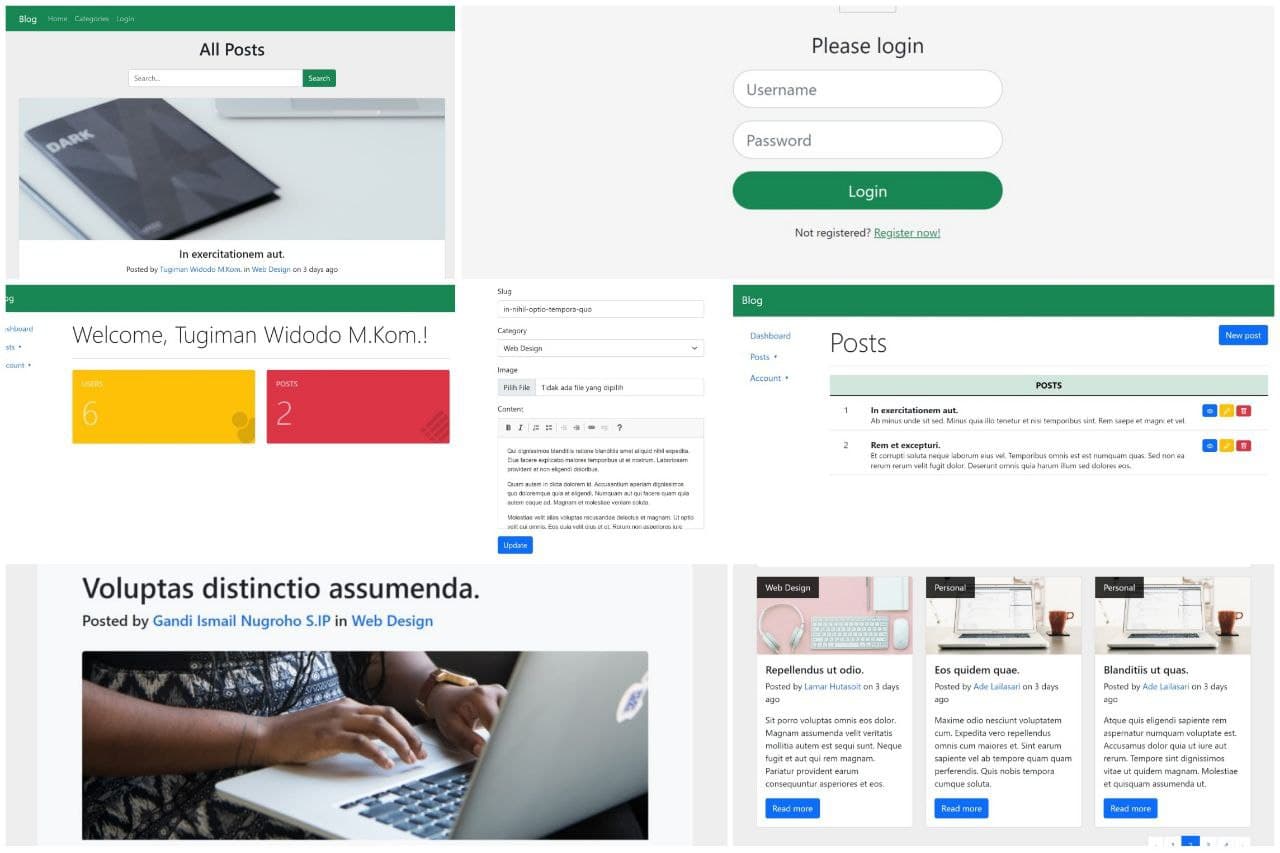 Blog Home Categories Login
All Posts
Search... Search
DARK
In exercitationem aut.
Posted by Tugiman Widodo M.Kom. in Web Design on 3 days ago
Please login
Username
Password
Login
Not registered? Register now!
Welcome, Tugiman Widodo M.Kom.!
USERS
6
POSTS
2
Slug
in-nihil-optio-tempora-quo
Category
Web Design
Image
Pilih File Tidak ada file yang dipilih
Content
B I ?
Qui dignissimos blanditiis ratione blanditiis amet aliquid nihil expedita.
Dua facere explicabo maiores temporibus ut et nostrum. Laboriosam
provident et non eligendi doloribus.
Quam autem in dicta dolorem id. Accusantium aperiam dignissimos
quo doloremque quia at eligendi. Numquam aut qui facere quam quia
autem eaque ad. Magnam et molestiae veniam soluta.
Molestiae velit alias voluptas recusandae delectus et magnam. Ut optio
velit cui omnis. Eos quia velit eius et et. Rerum non asperiores iure
Update
Blog
Dashboard
Posts
Account
Posts
New post
POSTS
1 In exercitationem aut.
Ab minus unde sit sed. Minus quia illo tenetur et nisi temporibus sint. Rem saepe et magni et vel.
2 Rem et excepturi.
Et corrupti soluta neque laborum eius vel. Temporibus omnis est est numquam quas. Sed non ea
rerum rerum velit fugit dolor. Deserunt omnis quia harum illum sed dolores eos.
Voluptas distinctio assumenda.
Posted by Gandi Ismail Nugroho S.IP in Web Design
Web Design
Repellendus ut odio.
Posted by Lamar Hutasoit on 3 days
ago
Sit porro voluptas omnis eos dolor.
Magnam assumenda velit veritatis
mollitia autem est sequi sunt. Neque
fugit et aut qui rem magnam.
Pariatur provident earum
consequuntur asperiores et eos.
Read more
Personal
Eos quidem quae.
Posted by Ade Lailasari on 3 days
ago
Maxime odio nesciunt voluptatem
cum. Expedita vero repellendus
omnis cum maiores et. Sint earum
sapiente vel ab tempore quam quam
perferendis. Quis nobis tempora
cumque soluta.
Read more
Personal
Blanditiis ut quas.
Posted by Ade Lailasari on 3 days
ago
Atque quis eligendi sapiente rem
aspernatur numquam voluptate est.
Accusamus dolor quia ut iure aut
rerum. Tempore sint dignissimos
vitae ut quidem magnam. Molestiae
et quisquam assumenda ut.
Read more